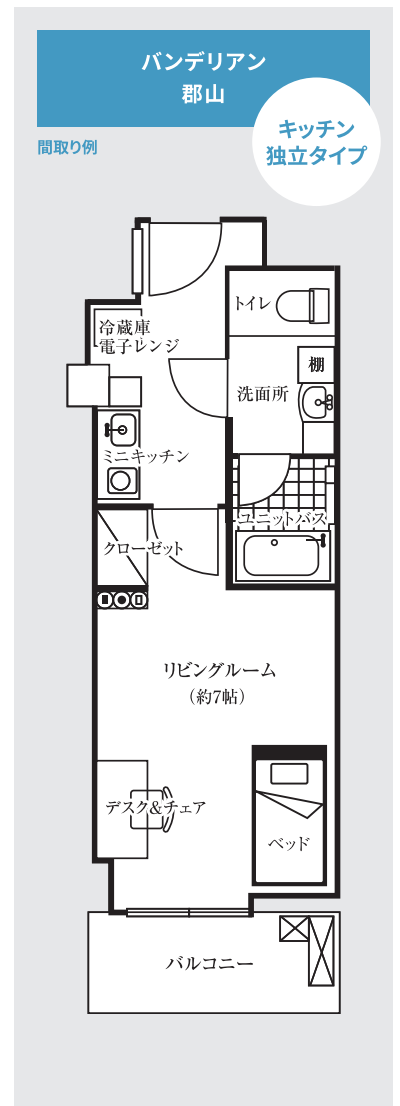 バンデリアン
郡山
キッチン
独立タイプ
間取り例
トイレ
冷蔵庫
電子レンジ
棚
洗面所
ミニキッチン
ユニットバス
クローゼット
リビングルーム
（約7帖）
デスク&チェア
ベッド
バルコニー